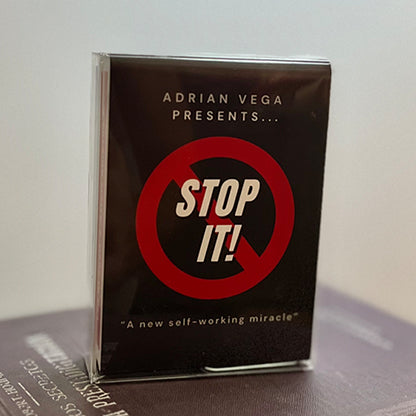 ADRIAN VEGA
PRESENTS...
STOP
IT!
"A new self-working miracle"